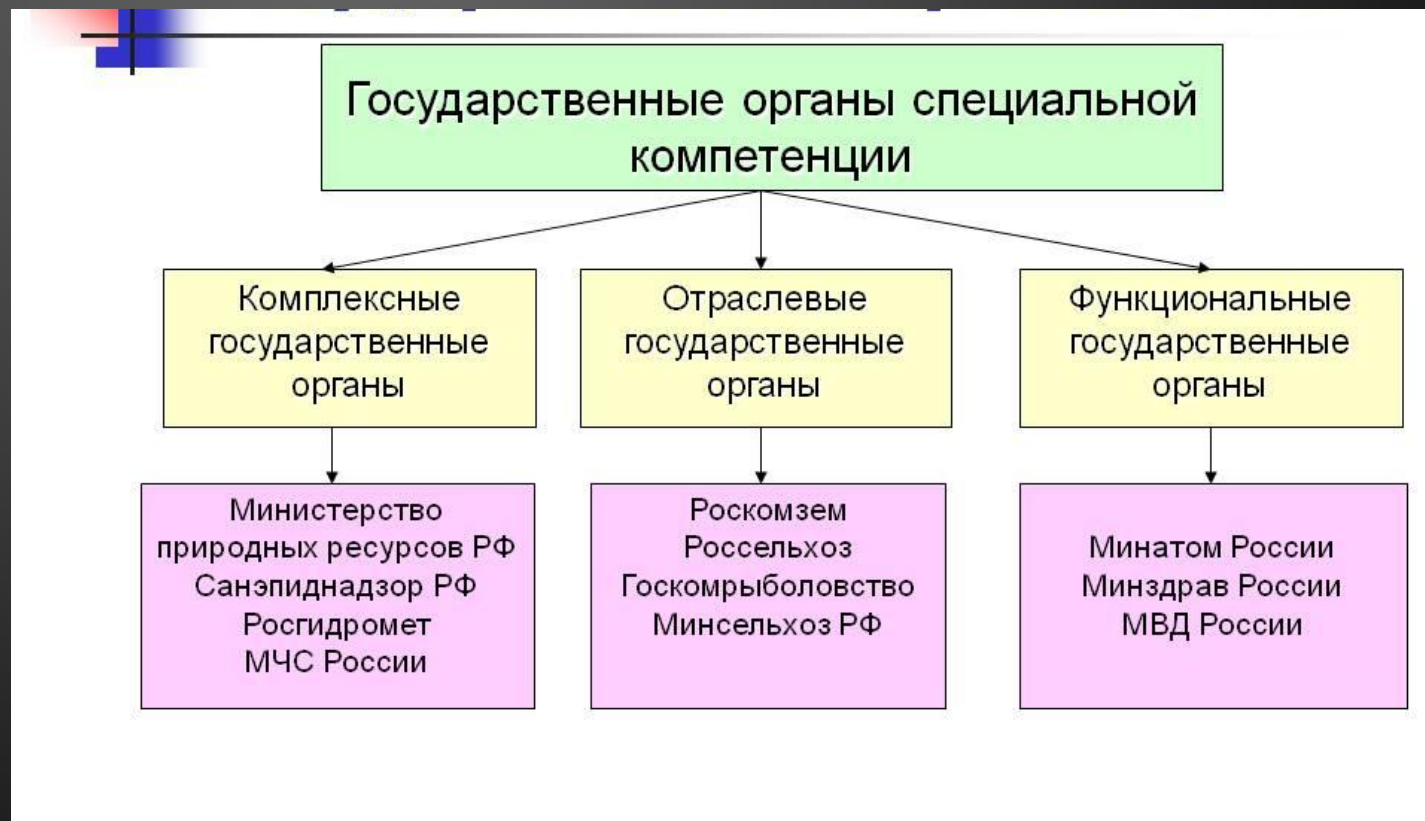 Государственные органы специальной
компетенции
Комплексные
государственные
органы
Отраслевые
государственные
органы
Функциональные
государственные
органы
Министерство
природных ресурсов РФ
Санэпиднадзор РФ
Росгидромет
МЧС России
Роскомзем
Россельхоз
Госкомрыболовство
Минсельхоз РФ
Минатом России
Минздрав России
МВД России